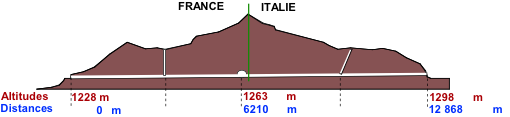 FRANCE ITALIE
Altitudes 1228 m 1263 m 1298 m
Distances 0 m 6210 m 12 868 m